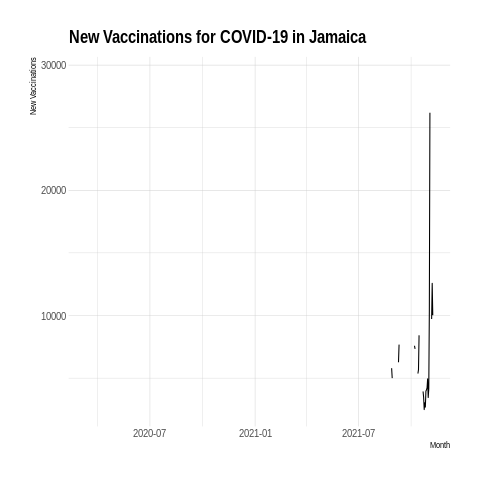 New Vaccinations for COVID-19 in Jamaica
New Vaccinations
30000
20000
10000
2020-07 2021-01 2021-07
Month